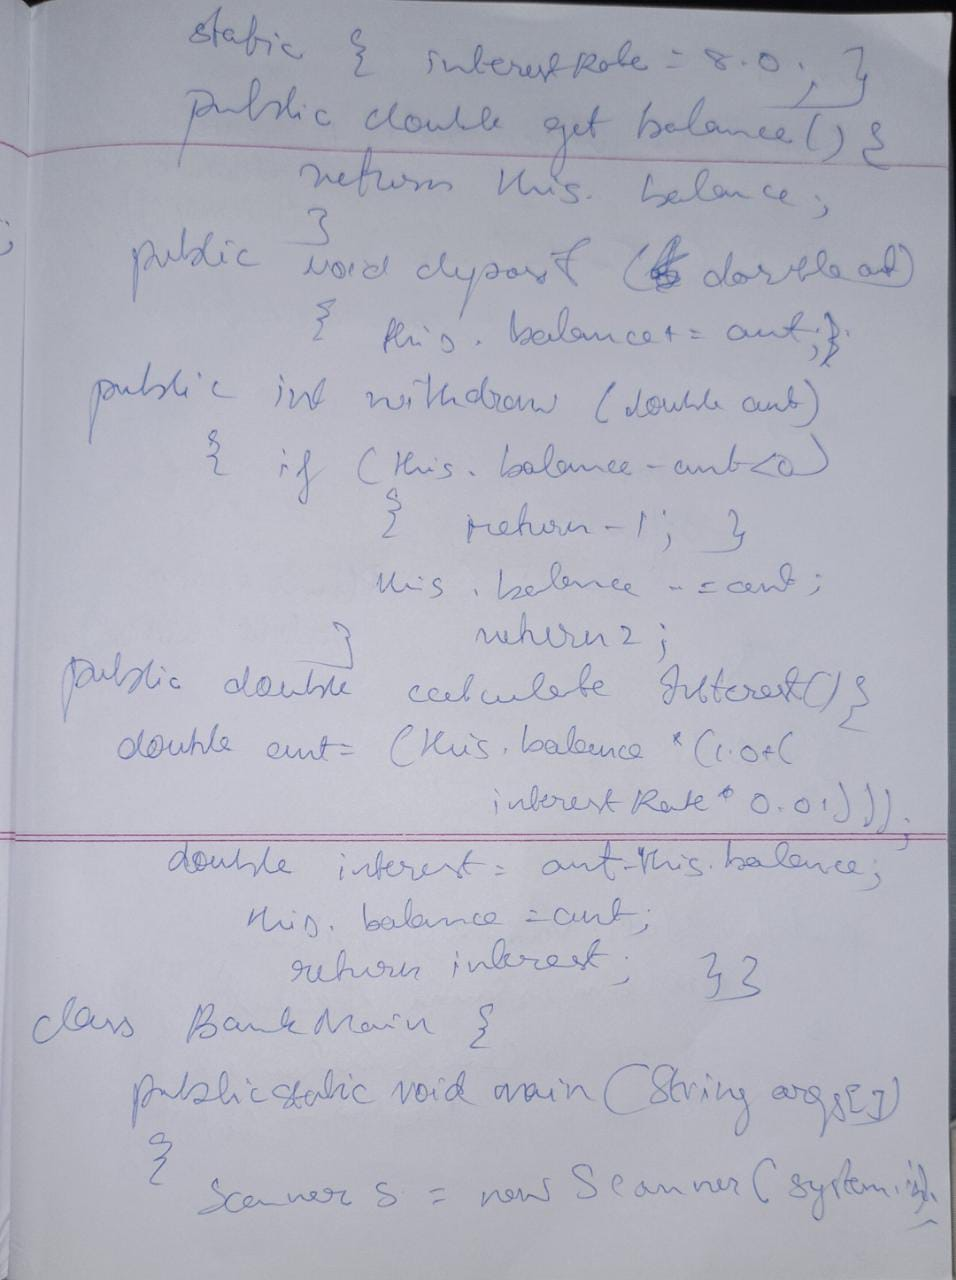 static { interestRate = 8.0; }
public double get balance() {
return this. balance;
}
public void deposit ( double amt)
{ this. balance += amt; }
public int withdraw (double amt)
{ if (this. balance - amt < 0)
{ return -1; }
this. balance -= amt;
return 2;
}
public double calculate Interest() {
double amt = (this. balance * (1.0+(
interestRate * 0.01)));
double interest = amt - this. balance;
this. balance = amt;
return interest; }}
class BankMain {
public static void main (String args[])
{
Scanner s = new Scanner (system.in);
;